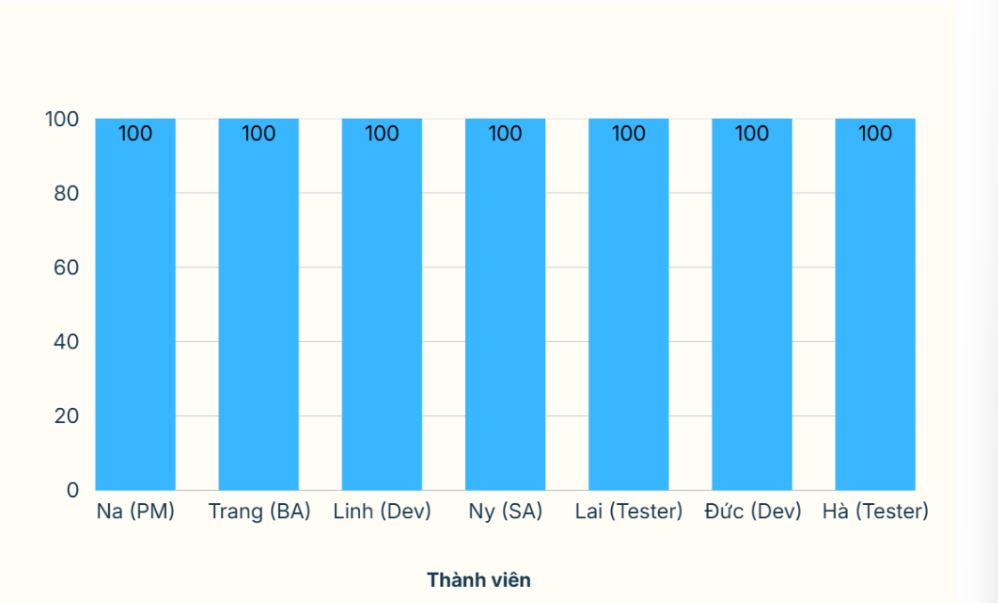 100
80
60
40
20
0
100 100 100 100 100 100 100
Na (PM) Trang (BA) Linh (Dev) Ny (SA) Lai (Tester) Đức (Dev) Hà (Tester)
Thành viên